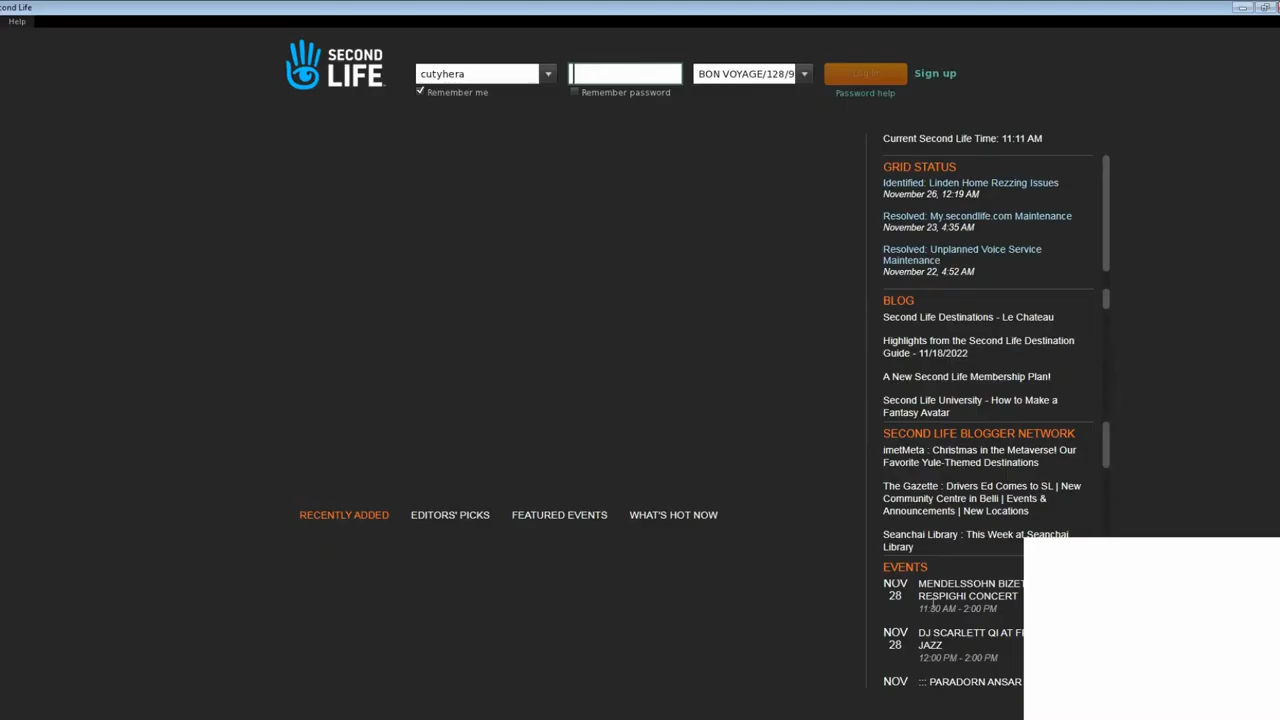 ond Life
Help
SECOND
LIFE
cutyhera
BON VOYAGE/128/9
Log In
Sign up
Remember me
Remember password
Password help
Current Second Life Time: 11:11 AM
GRID STATUS
Identified: Linden Home Rezzing Issues
November 26, 12:19 AM
Resolved: My.secondlife.com Maintenance
November 23, 4:35 AM
Resolved: Unplanned Voice Service
Maintenance
November 22, 4:52 AM
BLOG
Second Life Destinations - Le Chateau
Highlights from the Second Life Destination
Guide - 11/18/2022
A New Second Life Membership Plan!
Second Life University - How to Make a
Fantasy Avatar
SECOND LIFE BLOGGER NETWORK
imetMeta : Christmas in the Metaverse! Our
Favorite Yule-Themed Destinations
The Gazette : Drivers Ed Comes to SL | New
Community Centre in Belli | Events &
Announcements | New Locations
Seanchai Library : This Week at Seanchai
Library
RECENTLY ADDED
EDITORS' PICKS
FEATURED EVENTS
WHAT'S HOT NOW
EVENTS
NOV
28
MENDELSSOHN BIZET
RESPIGHI CONCERT
- 2:00 PM
NOV
28
DJ SCARLETT QI AT
JAZZ
12:00 PM - 2:00 PM
NOV
::: PARADORN ANSAR